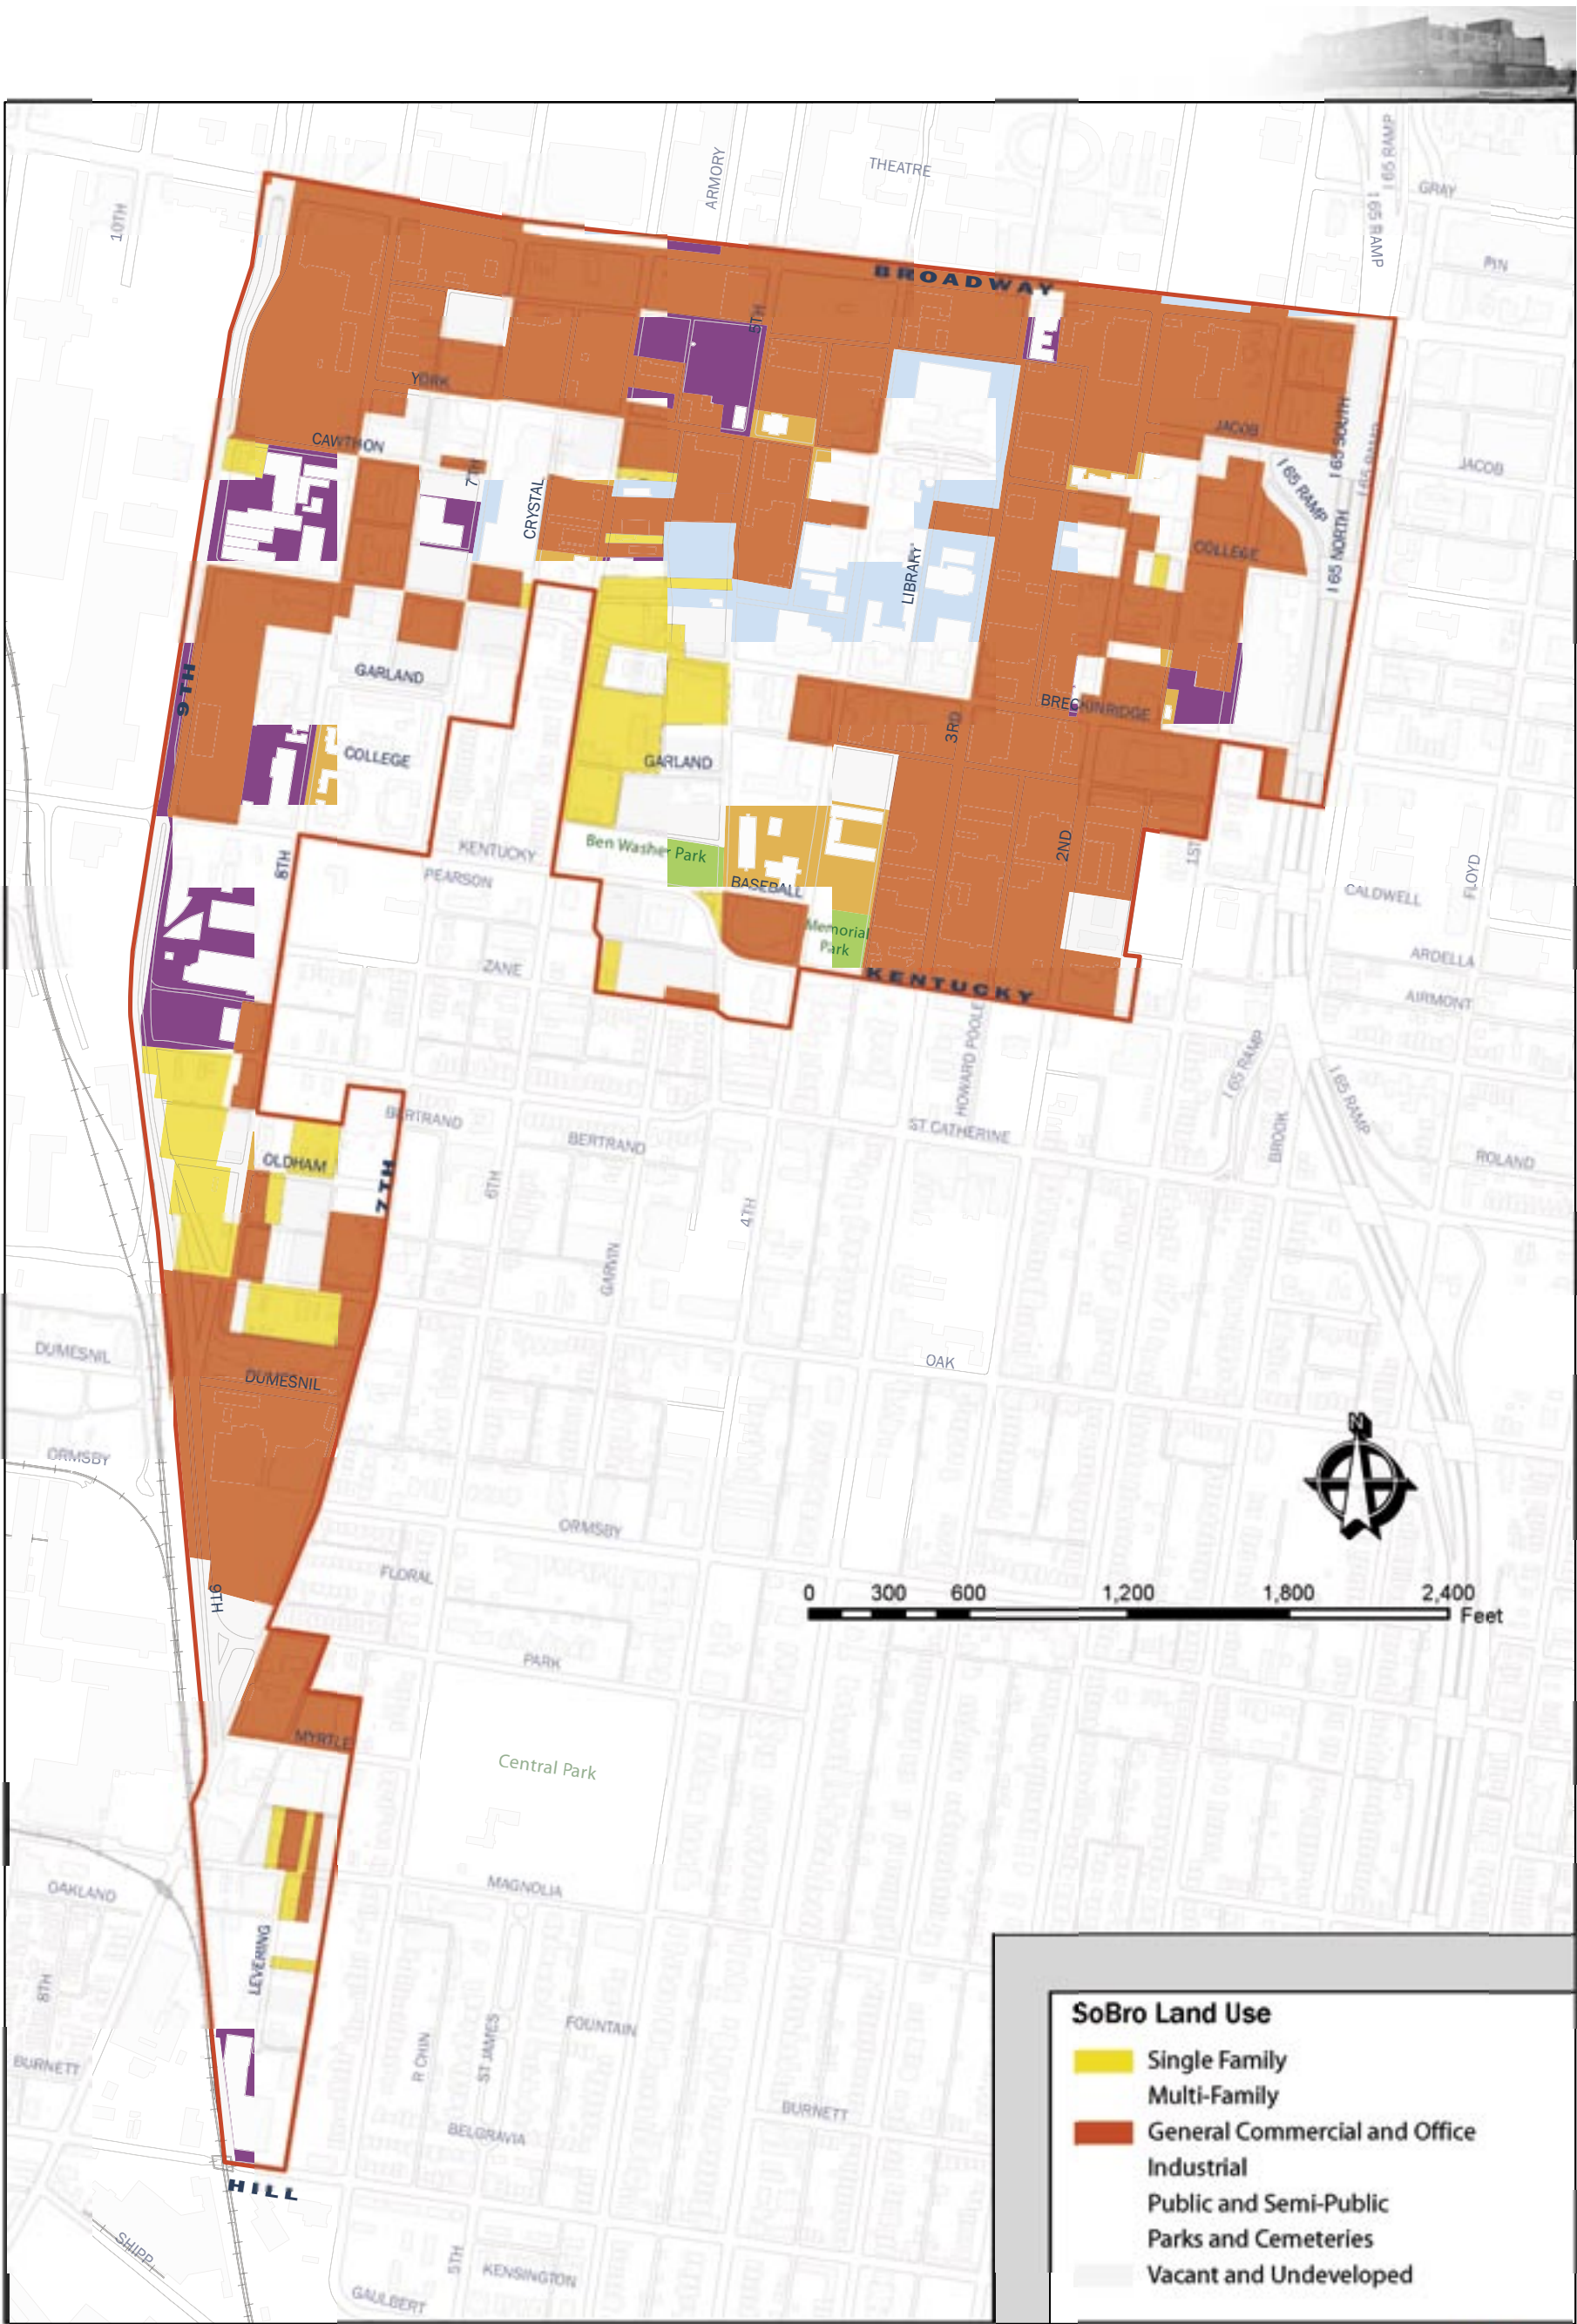 THEATRE
ARMORY
10TH
I 65 RAMP
GRAY
I 65 RAMP
PIN
BROADWAY
5TH
YORK
CAWTHON
7TH
CRYSTAL
JACOB
I 65 SOUTH
I 65 RAMP
JACOB
I 65 RAMP
I 65 NORTH
COLLEGE
LIBRARY
9TH
GARLAND
BRECKINRIDGE
3RD
COLLEGE
GARLAND
KENTUCKY
Ben Washer Park
8TH
PEARSON
BASEBALL
2ND
1ST
CALDWELL
FLOYD
Memorial
Park
ZANE
KENTUCKY
ARDELLA
AIRMONT
HOWARD POOLE
I 65 RAMP
I 65 RAMP
BERTRAND
BERTRAND
ST CATHERINE
BROOK
ROLAND
OLDHAM
7TH
6TH
4TH
GARVIN
DUMESNIL
DUMESNIL
OAK
N
ORMSBY
ORMSBY
FLORAL
9TH
0 300 600 1,200 1,800 2,400
Feet
PARK
MYRTLE
Central Park
MAGNOLIA
OAKLAND
LEVERING
8TH
FOUNTAIN
R CHIN
ST JAMES
BURNETT
BURNETT
BELGRAVIA
HILL
SHIPP
5TH
KENSINGTON
GAULBERT
SoBro Land Use
Single Family
Multi-Family
General Commercial and Office
Industrial
Public and Semi-Public
Parks and Cemeteries
Vacant and Undeveloped